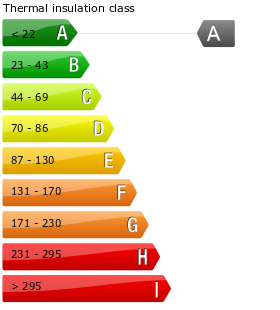 Thermal insulation class
< 22 A A
23 - 43 B
44 - 69 C
70 - 86 D
87 - 130 E
131 - 170 F
171 - 230 G
231 - 295 H
> 295 I